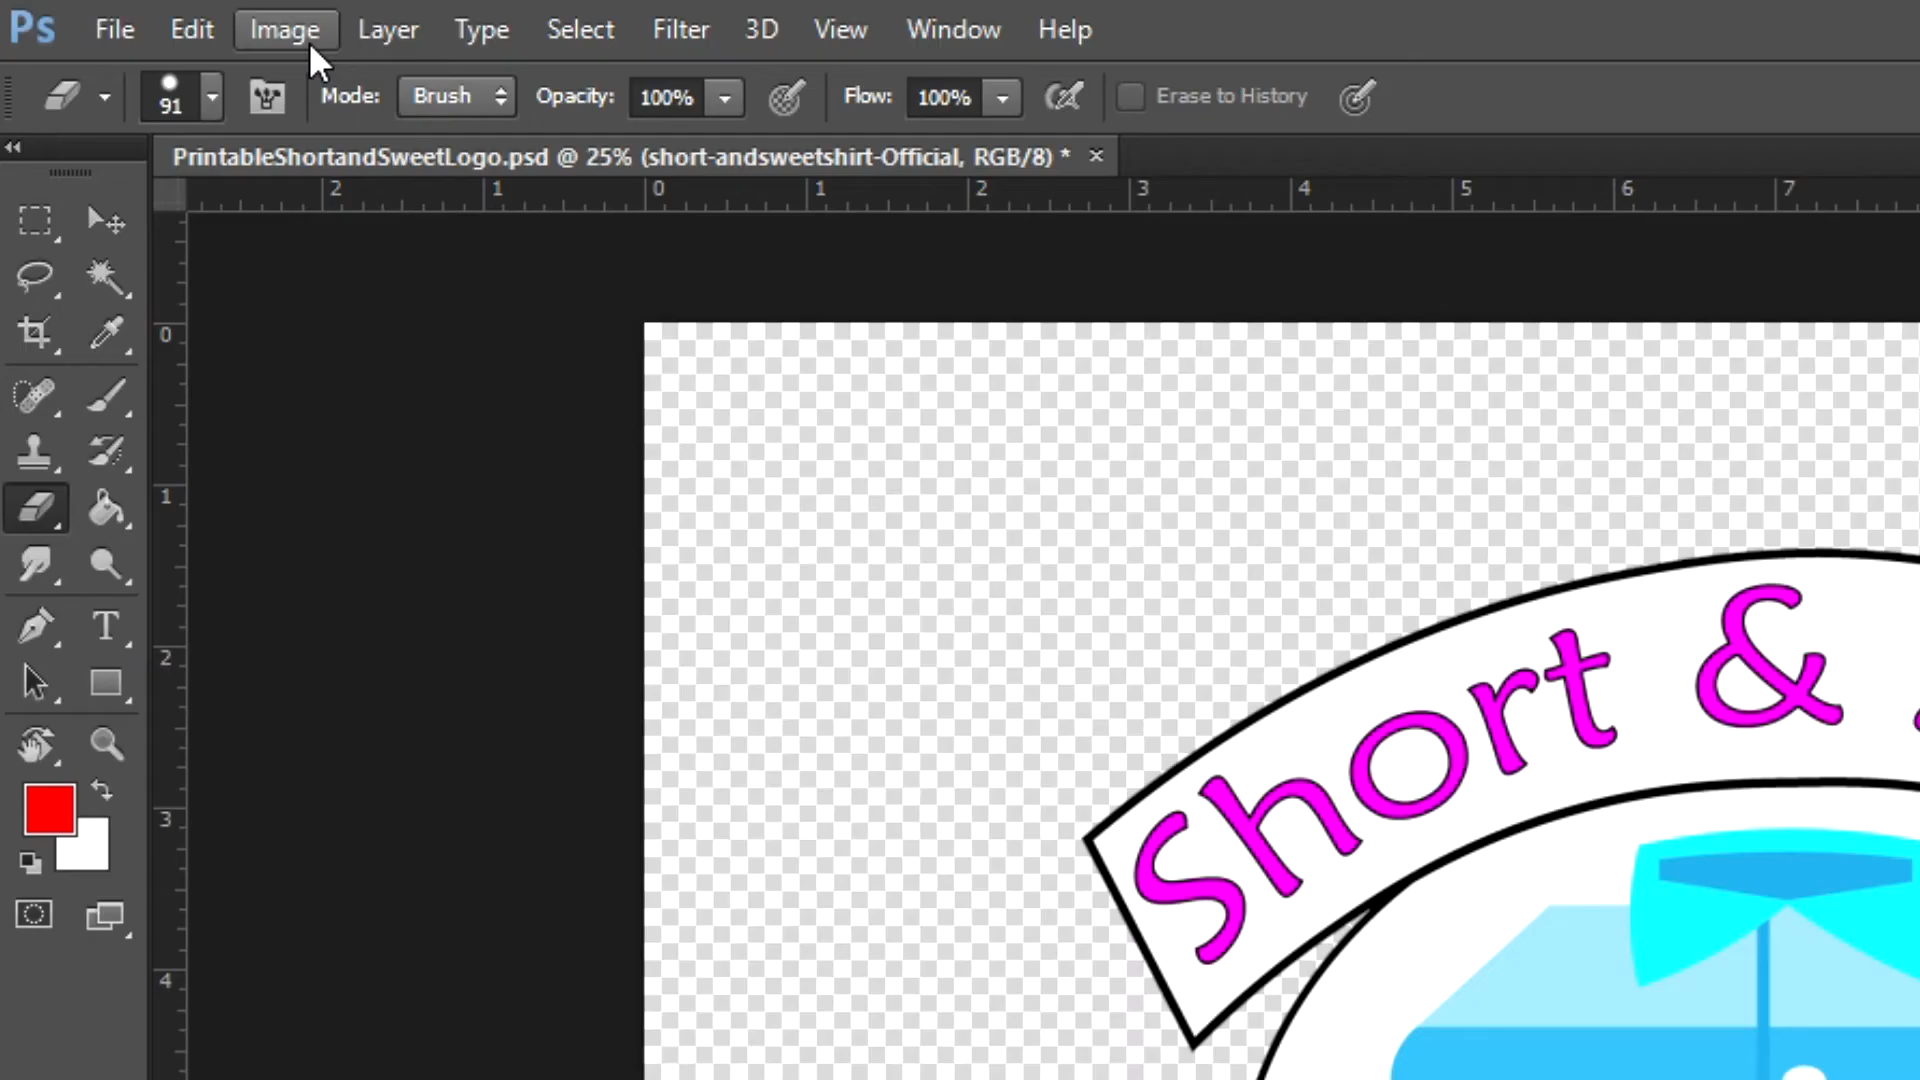 Ps File Edit Image Layer Type Select Filter 3D View Window Help
91 Mode: Brush Opacity: 100% Flow: 100% Erase to History
PrintableShortandSweetLogo.psd @ 25% (short-andsweetshirt-Official, RGB/8) * ×
2 1 0 1 2 3 4 5 6 7
0
1
2
3
4
T
Short &